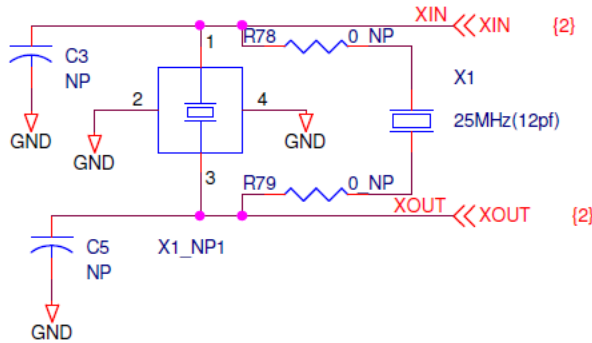 XIN
XIN {2}
R78 0_NP
C3
NP
1
X1
2
4
25MHz(12pf)
GND
GND
GND
3
R79 0_NP
XOUT
XOUT {2}
C5
NP
X1_NP1
GND